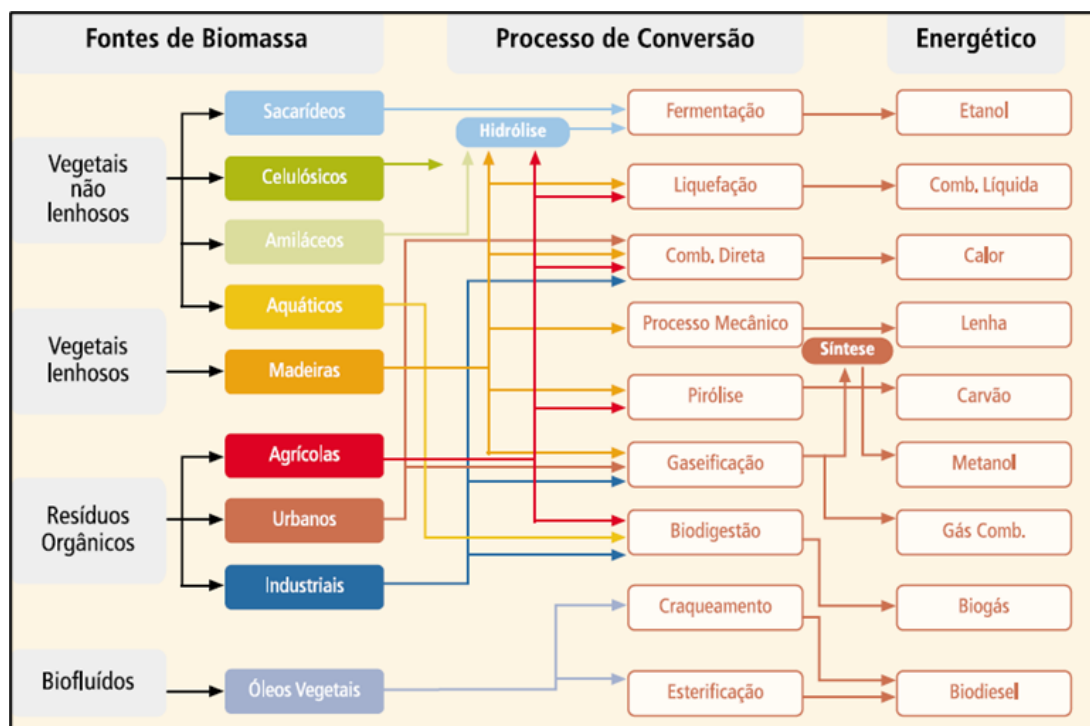 Fontes de Biomassa
Processo de Conversão
Energético
Vegetais
não
lenhosos
Sacarídeos
Celulósicos
Amiláceos
Aquáticos
Vegetais
lenhosos
Madeiras
Resíduos
Orgânicos
Agrícolas
Urbanos
Industriais
Biofluídos
Óleos Vegetais
Hidrólise
Fermentação
Liquefação
Comb. Direta
Processo Mecânico
Pirólise
Gaseificação
Biodigestão
Craqueamento
Esterificação
Síntese
Etanol
Comb. Líquida
Calor
Lenha
Carvão
Metanol
Gás Comb.
Biogás
Biodiesel